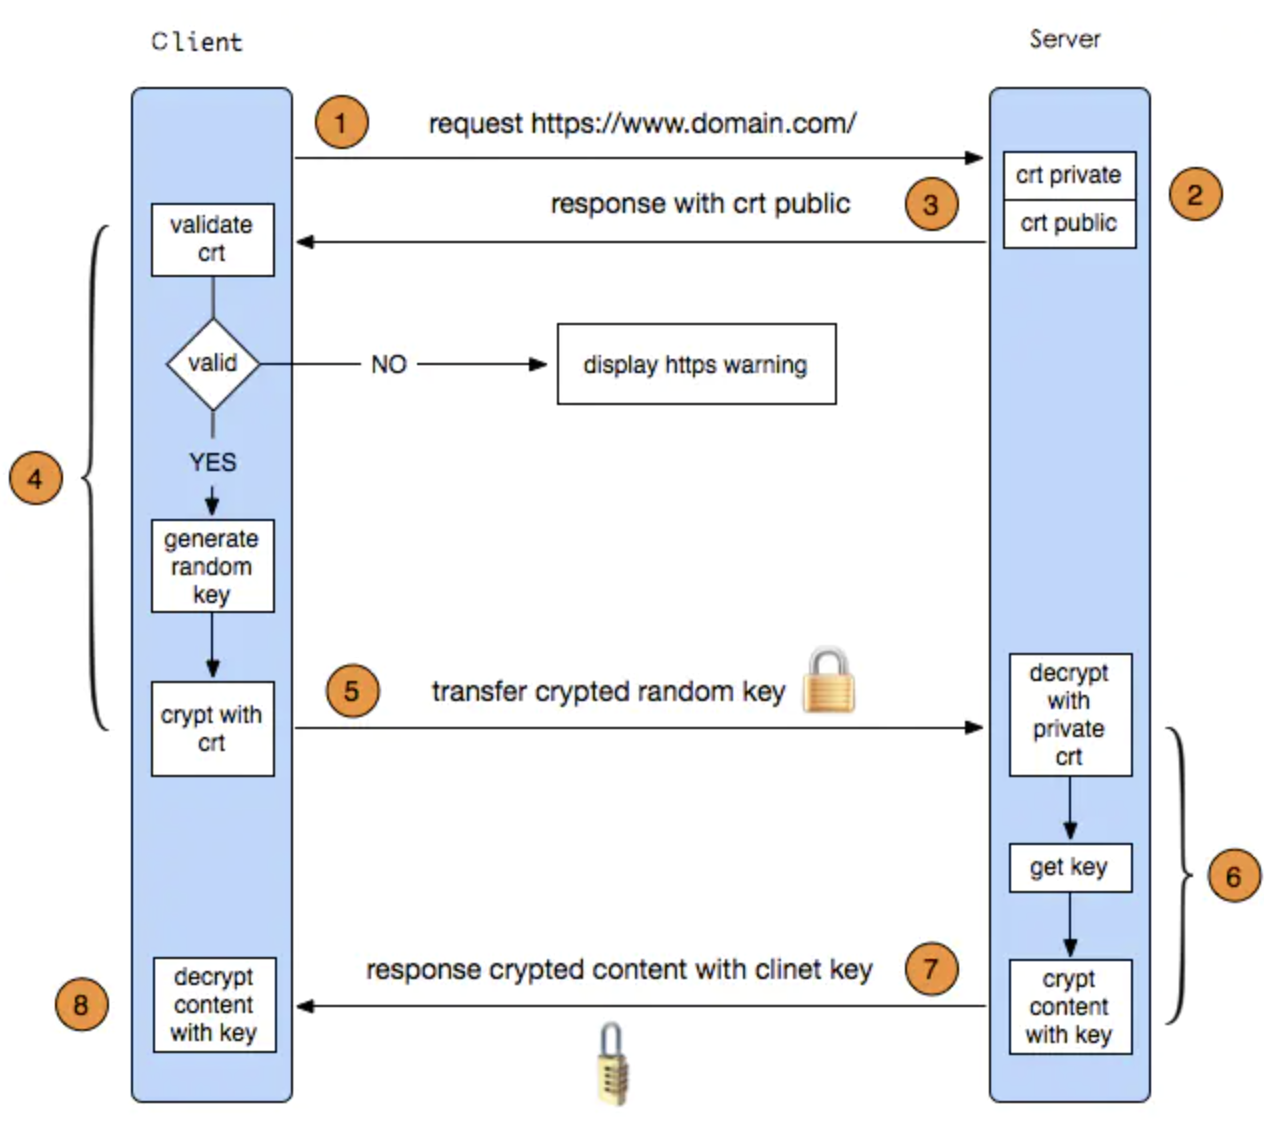 Client
Server
1
request https://www.domain.com/
crt private
2
response with crt public
3
crt public
validate
crt
valid
NO
display https warning
YES
4
generate
random
key
5
transfer crypted random key
decrypt
with
private
crt
crypt with
crt
get key
6
response crypted content with clinet key
7
8
decrypt
content
with key
crypt
content
with key